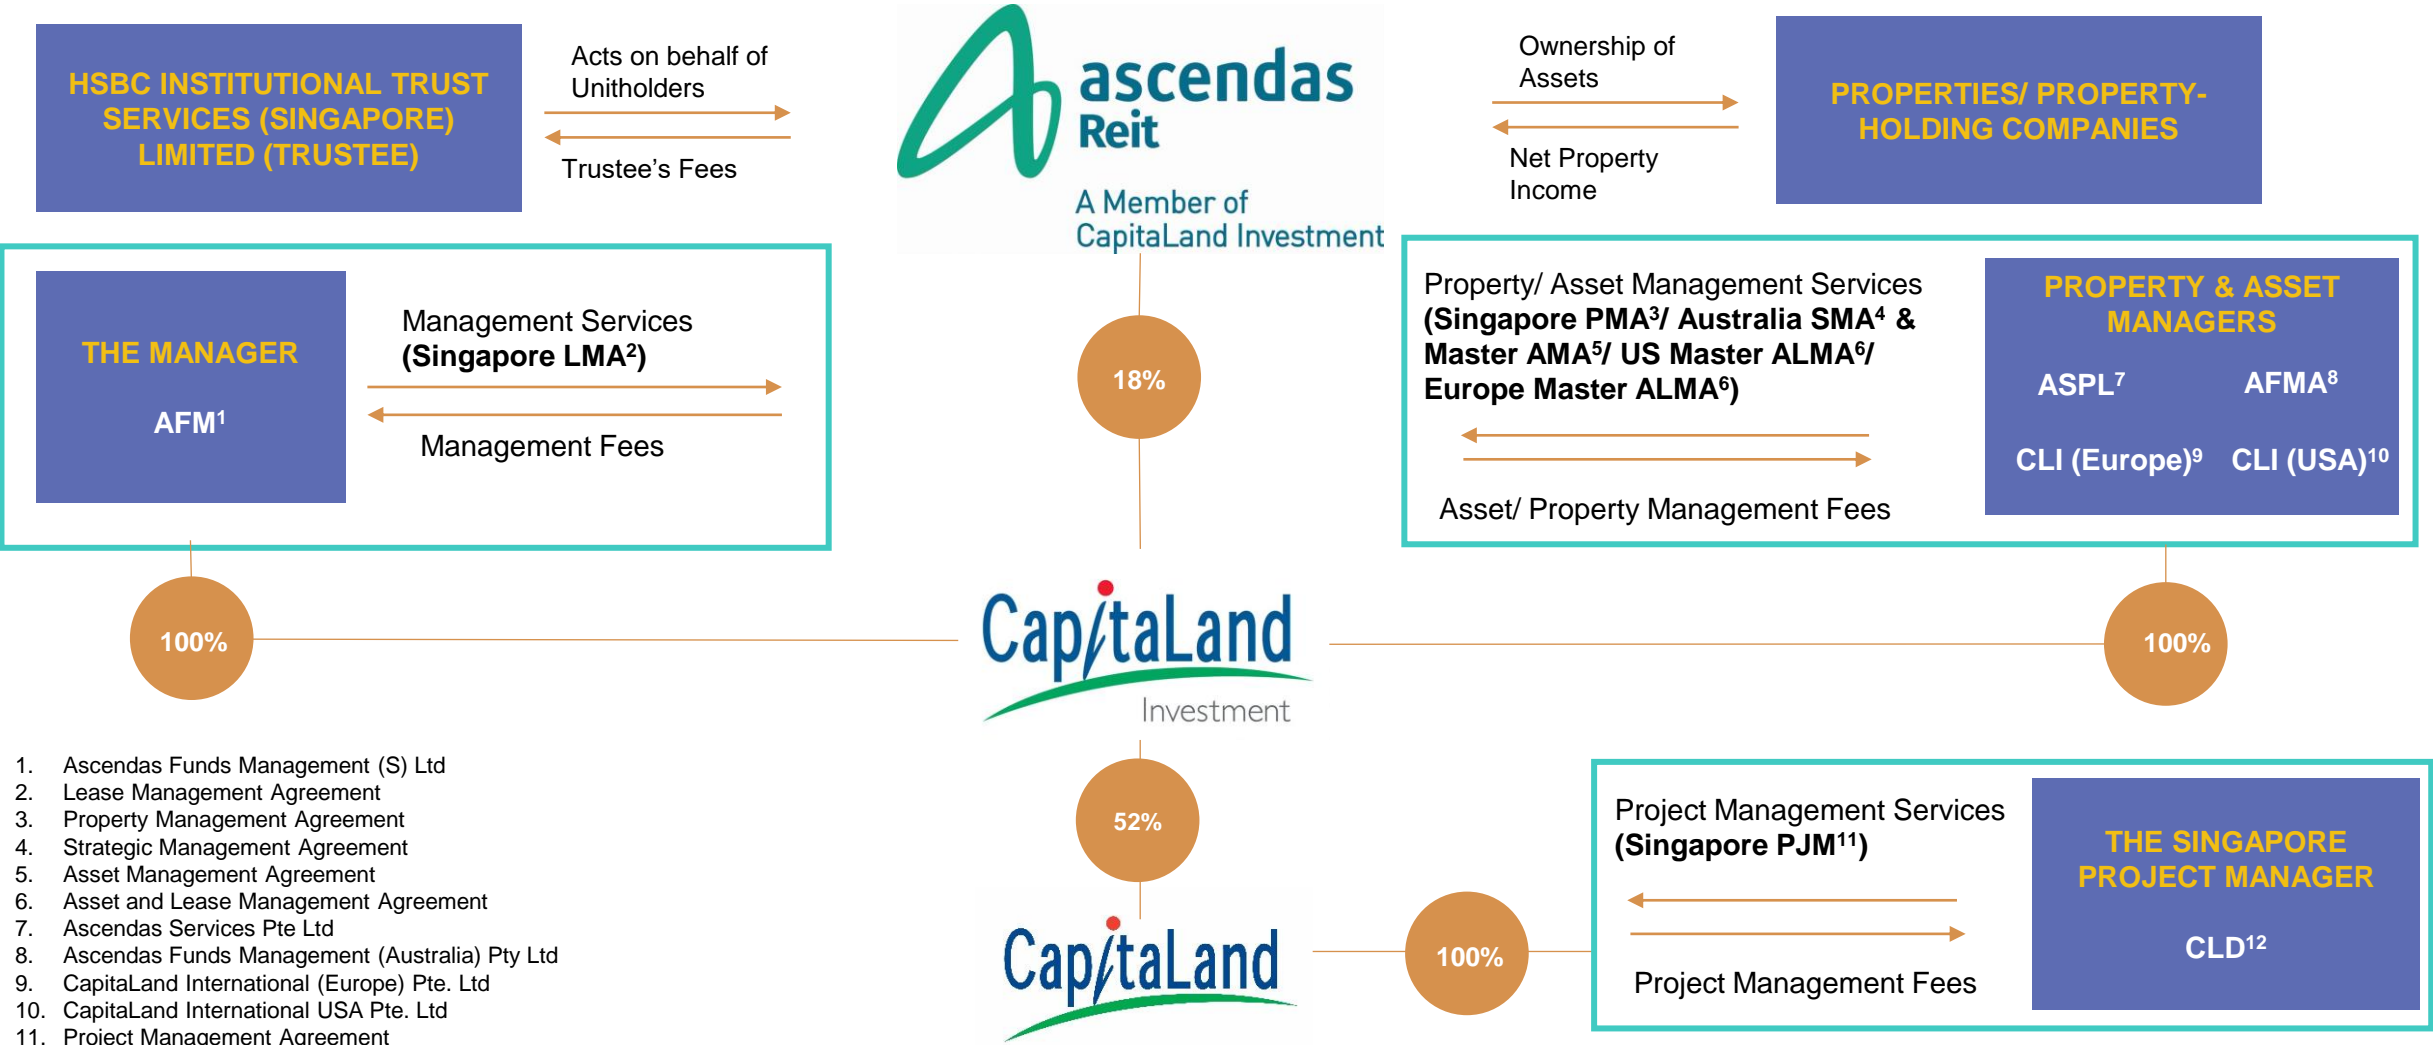 HSBC INSTITUTIONAL TRUST
SERVICES (SINGAPORE)
LIMITED (TRUSTEE)
Acts on behalf of
Unitholders
Trustee’s Fees
ascendas
Reit
A Member of
CapitaLand Investment
Ownership of
Assets
Net Property
Income
PROPERTIES/ PROPERTY-
HOLDING COMPANIES
THE MANAGER
AFM¹
Management Services
(Singapore LMA²)
Management Fees
18%
Property/ Asset Management Services
(Singapore PMA³/ Australia SMA⁴ &
Master AMA⁵/ US Master ALMA⁶/
Europe Master ALMA⁶)
Asset/ Property Management Fees
PROPERTY & ASSET
MANAGERS
ASPL⁷ AFMA⁸
CLI (Europe)⁹ CLI (USA)¹⁰
100%
CapitaLand
Investment
100%
52%
CapitaLand
100%
Project Management Services
(Singapore PJM¹¹)
Project Management Fees
THE SINGAPORE
PROJECT MANAGER
CLD¹²
1. Ascendas Funds Management (S) Ltd
2. Lease Management Agreement
3. Property Management Agreement
4. Strategic Management Agreement
5. Asset Management Agreement
6. Asset and Lease Management Agreement
7. Ascendas Services Pte Ltd
8. Ascendas Funds Management (Australia) Pty Ltd
9. CapitaLand International (Europe) Pte. Ltd
10. CapitaLand International USA Pte. Ltd
11. Project Management Agreement